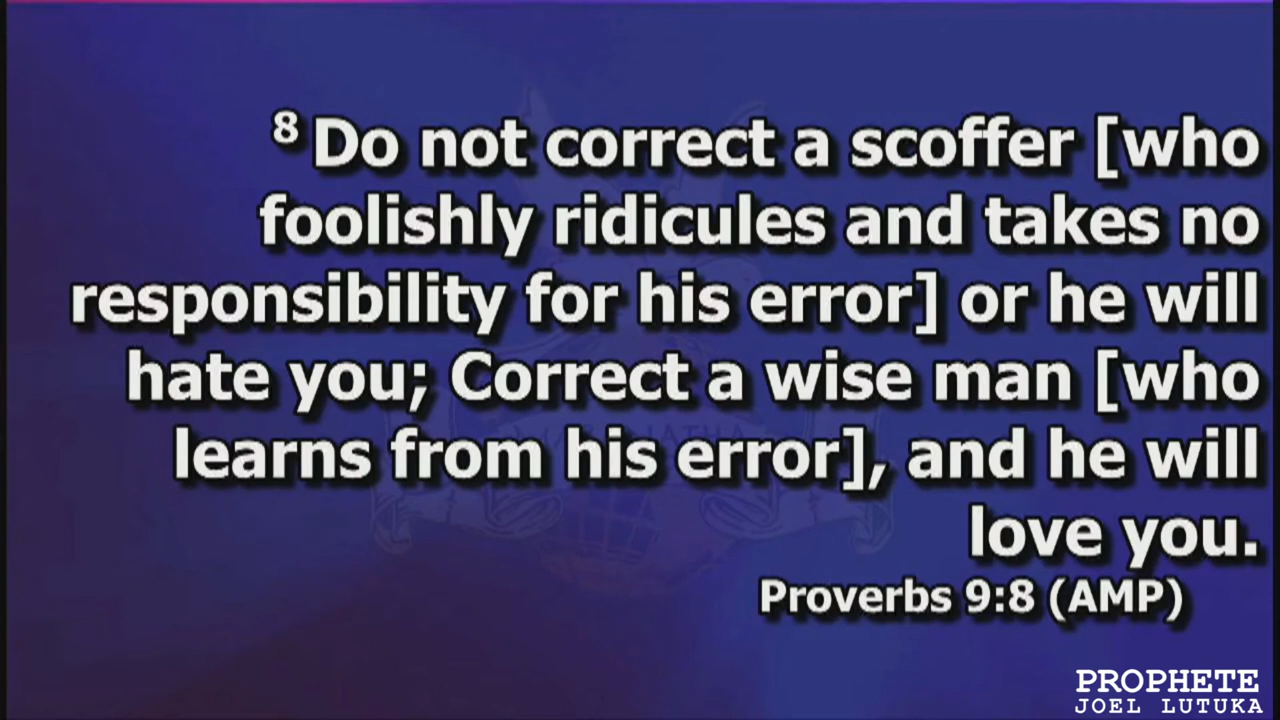 8 Do not correct a scoffer [who
foolishly ridicules and takes no
responsibility for his error] or he will
hate you; Correct a wise man [who
learns from his error], and he will
love you.
Proverbs 9:8 (AMP)
PROPHETE
JOEL LUTUKA